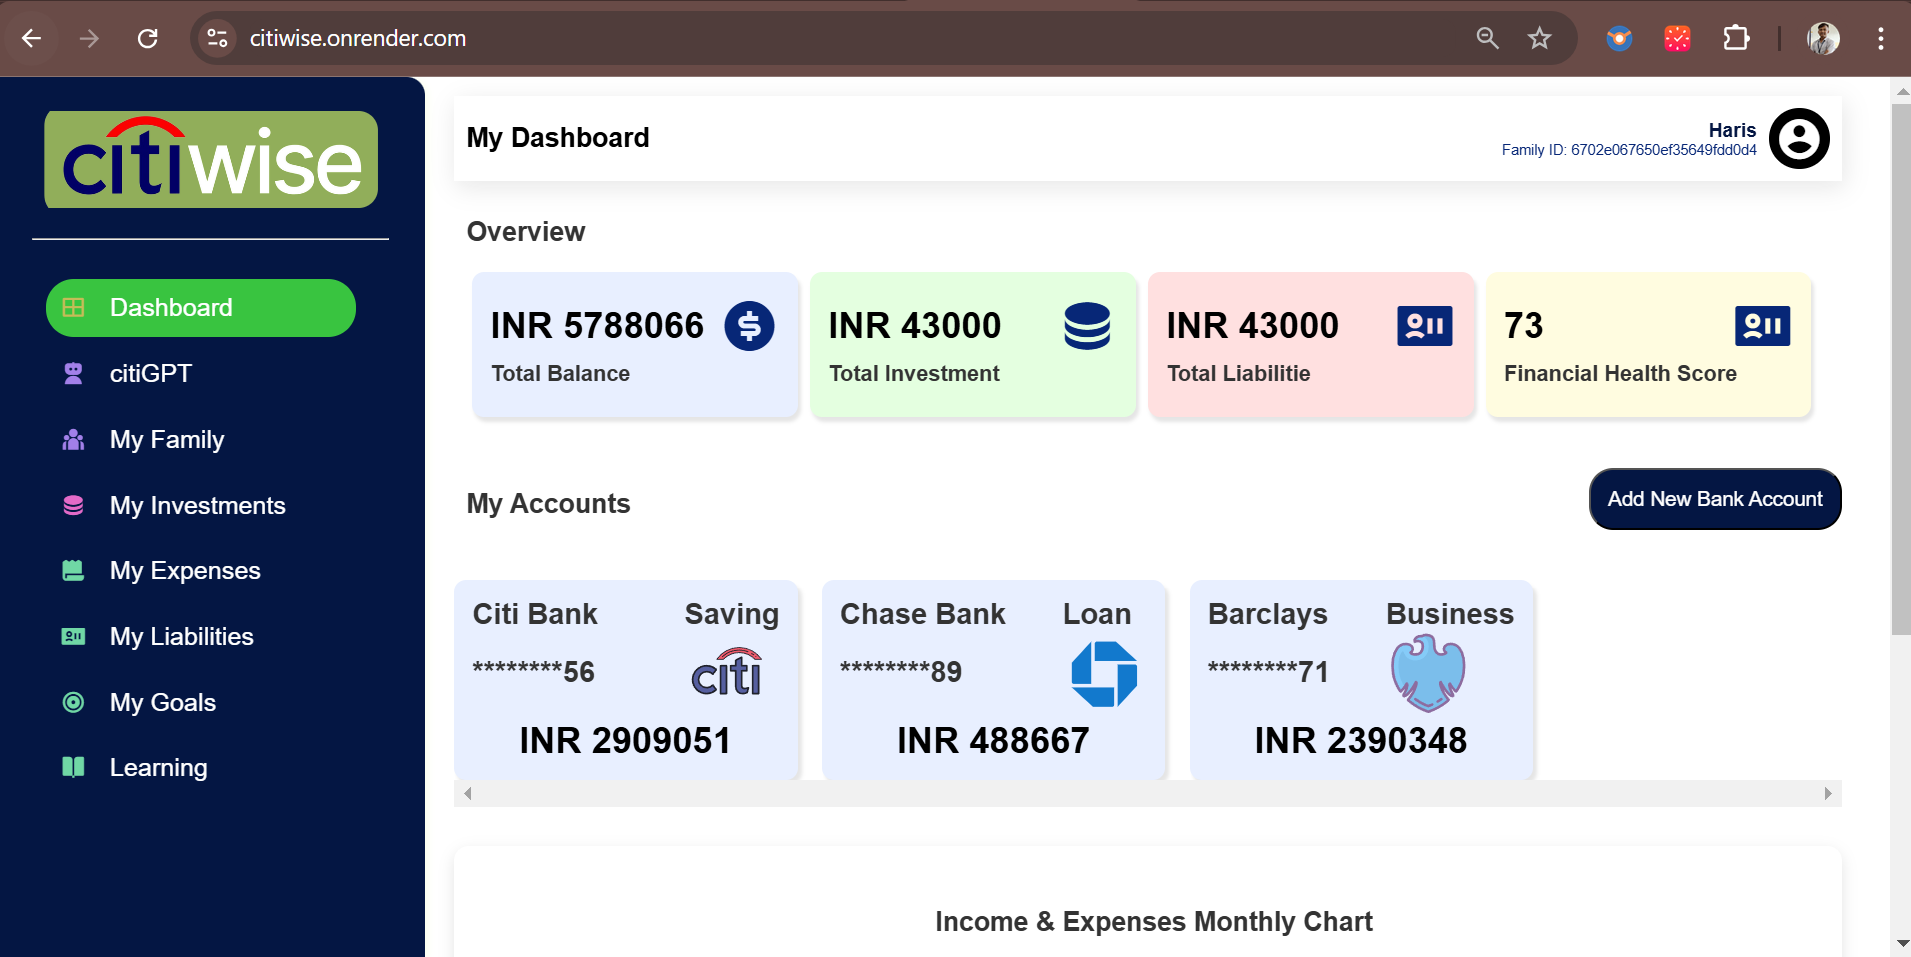 citiwise.onrender.com
citiwise
My Dashboard
Haris
Family ID: 6702e067650ef35649fdd0d4
Dashboard
citiGPT
My Family
My Investments
My Expenses
My Liabilities
My Goals
Learning
Overview
INR 5788066
Total Balance
INR 43000
Total Investment
INR 43000
Total Liabilitie
73
Financial Health Score
My Accounts
Add New Bank Account
Citi Bank Saving
********56
citi
INR 2909051
Chase Bank Loan
********89
INR 488667
Barclays Business
********71
INR 2390348
Income & Expenses Monthly Chart